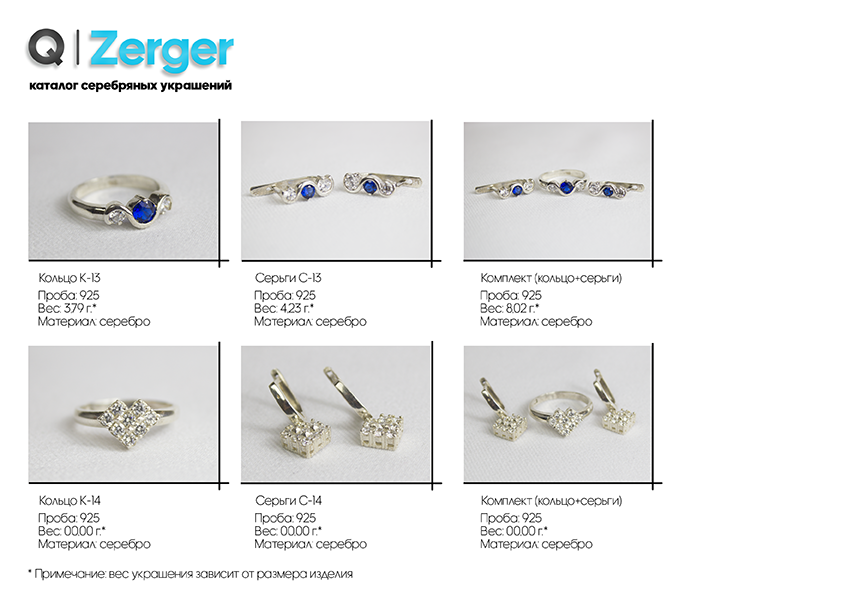 Q | Zerger
каталог серебряных украшений
Кольцо К-13
Проба: 925
Вес: 3.79 г.*
Материал: серебро
Серьги С-13
Проба: 925
Вес: 4.23 г.*
Материал: серебро
Комплект (кольцо+серьги)
Проба: 925
Вес: 8.02 г.*
Материал: серебро
Кольцо К-14
Проба: 925
Вес: 00.00 г.*
Материал: серебро
Серьги С-14
Проба: 925
Вес: 00.00 г.*
Материал: серебро
Комплект (кольцо+серьги)
Проба: 925
Вес: 00.00 г.*
Материал: серебро
* Примечание: вес украшения зависит от размера изделия